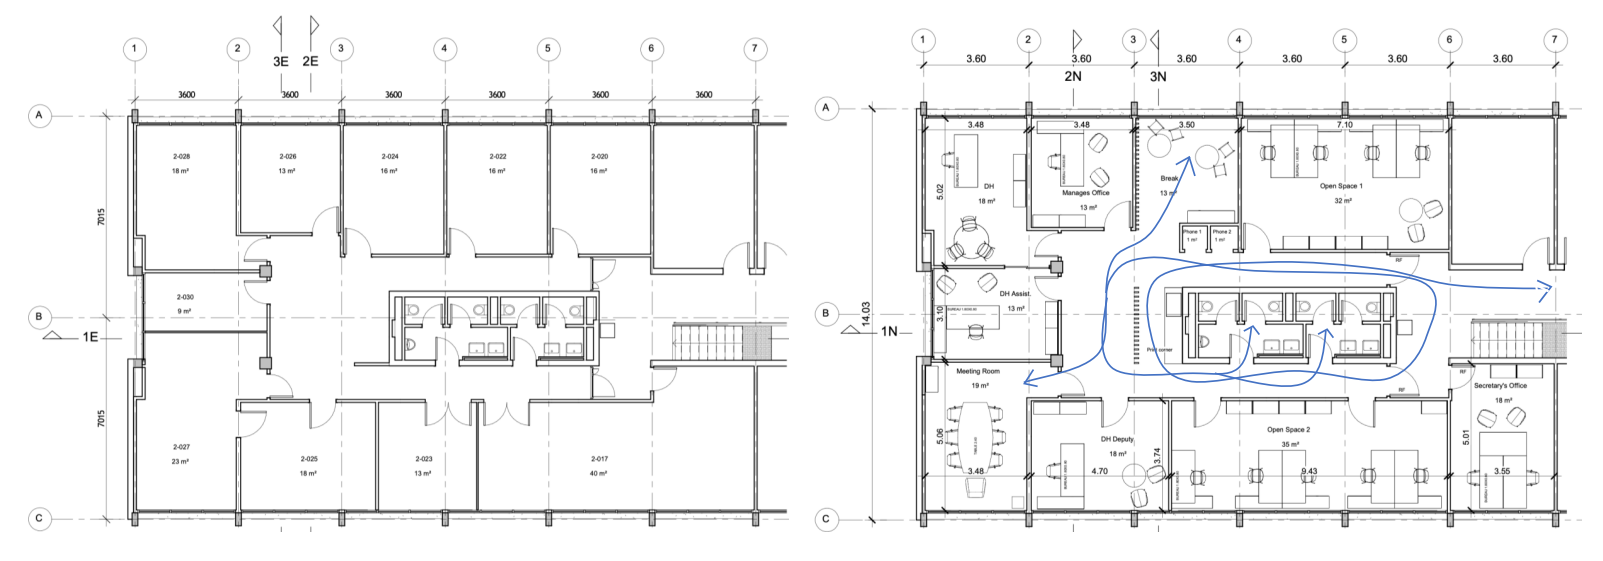 3E 2E
1 2 3 4 5 6 7
3600 3600 3600 3600 3600 3600
A
2-028
18 m²
2-026
13 m²
2-024
16 m²
2-022
16 m²
2-020
16 m²
7015
2-030
9 m²
B
1E
7015
2-027
23 m²
2-025
18 m²
2-023
13 m²
2-017
40 m²
C
1 2 3 4 5 6 7
3.60 3.60 3.60 3.60 3.60 3.60
2N 3N
A
3.48 3.48 3.50 7.10
5.02
DH
18 m²
Manages Office
13 m²
Break
13 m²
Phone 1
1 m²
Phone 2
1 m²
Open Space 1
32 m²
RF
B
14.03
1N
3.10
DH Assist.
13 m²
Print corner
Meeting Room
19 m²
RF
RF
Secretary's Office
18 m²
5.06
DH Deputy
18 m²
3.74
Open Space 2
35 m²
5.01
3.48 4.70 9.43 3.55
C